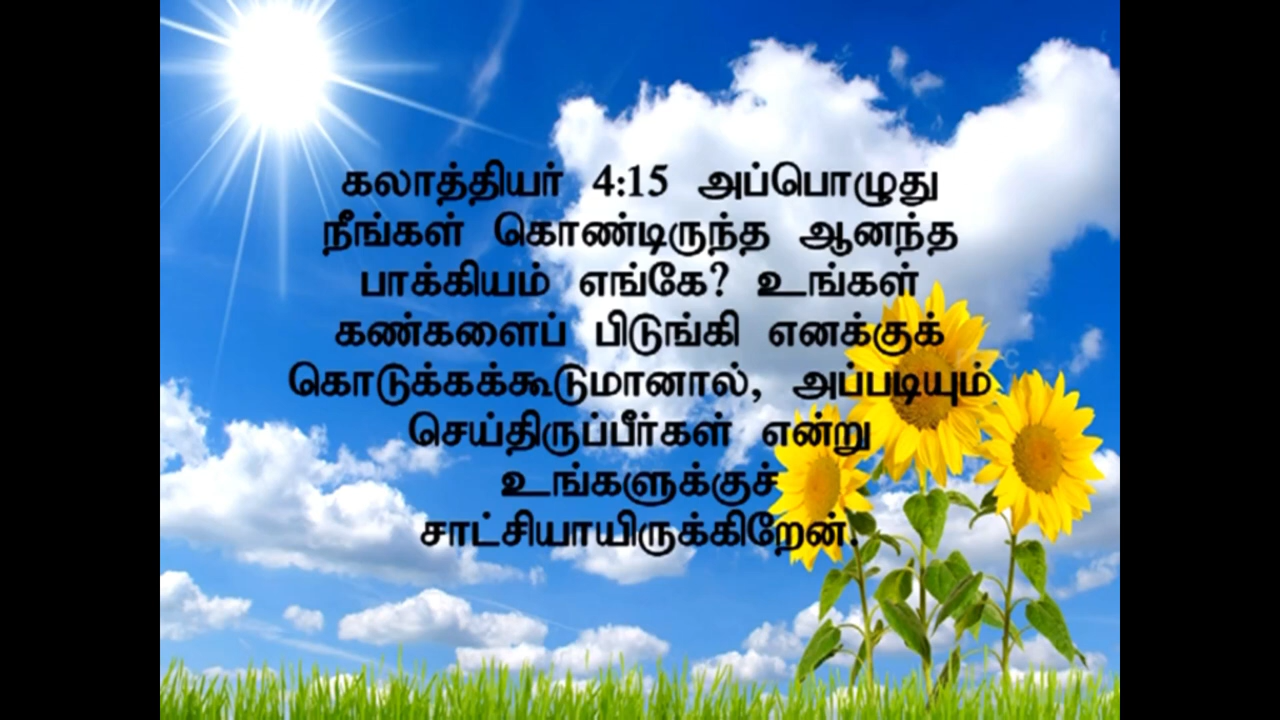 கலாத்தியர் 4:15 அப்பொழுது
நீங்கள் கொண்டிருந்த ஆனந்த
பாக்கியம் எங்கே? உங்கள்
கண்களைப் பிடுங்கி எனக்குக்
கொடுக்கக்கூடுமானால், அப்படியும்
செய்திருப்பீர்கள் என்று
உங்களுக்குச்
சாட்சியாயிருக்கிறேன்.